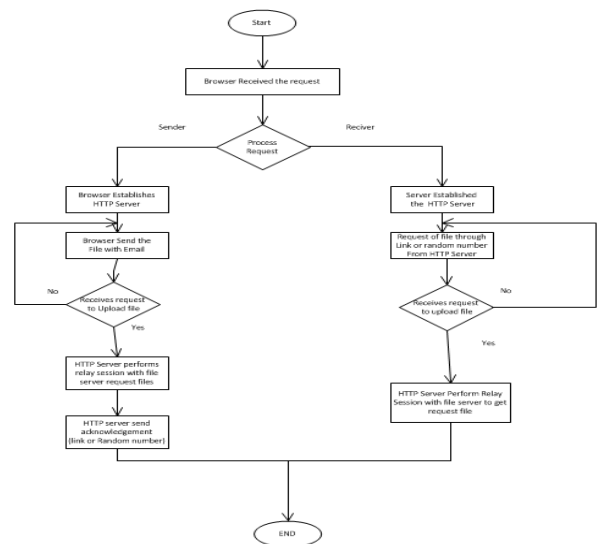 Start
Browser Received the request
Sender
Reciver
Process
Request
Browser Establishes
HTTP Server
Server Established
the HTTP Server
Browser Send the
File with Email
Request of file through
Link or random number
From HTTP Server
No
Receives request
to Upload file
Yes
Receives request
to upload file
No
Yes
HTTP Server performs
relay session with file
server request files
HTTP Server Perform Relay
Session with file server to get
request file
HTTP server send
acknowledgement
(link or Random number)
END